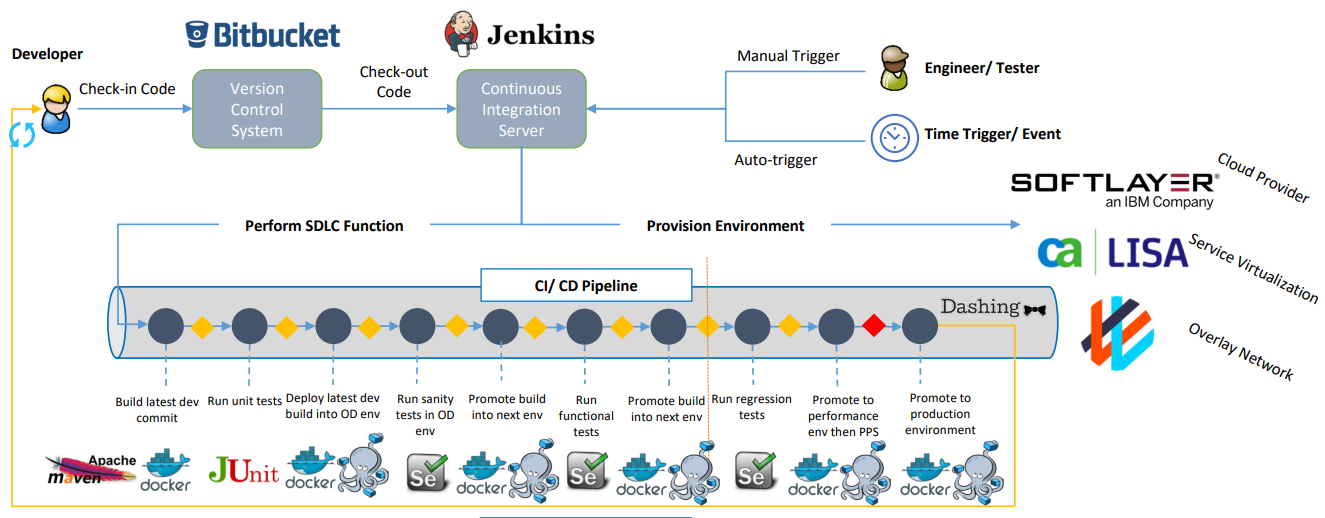 Bitbucket
Jenkins
Developer
Check-in Code
Version
Control
System
Check-out
Code
Continuous
Integration
Server
Manual Trigger
Engineer/ Tester
Time Trigger/ Event
Auto-trigger
Cloud Provider
SOFTLAYER®
an IBM Company
Perform SDLC Function
Provision Environment
ca LISA
Service Virtualization
CI/ CD Pipeline
Dashing
Overlay Network
Build latest dev
commit
Run unit tests
Deploy latest dev
build into OD env
Run sanity
tests in OD
env
Promote build
into next env
Run
functional
tests
Promote build
into next env
Run regression
tests
Promote to
performance
env then PPS
Promote to
production
environment
Apache
maven
docker
JUnit
docker
Se
docker
Se
docker
Se
docker
docker